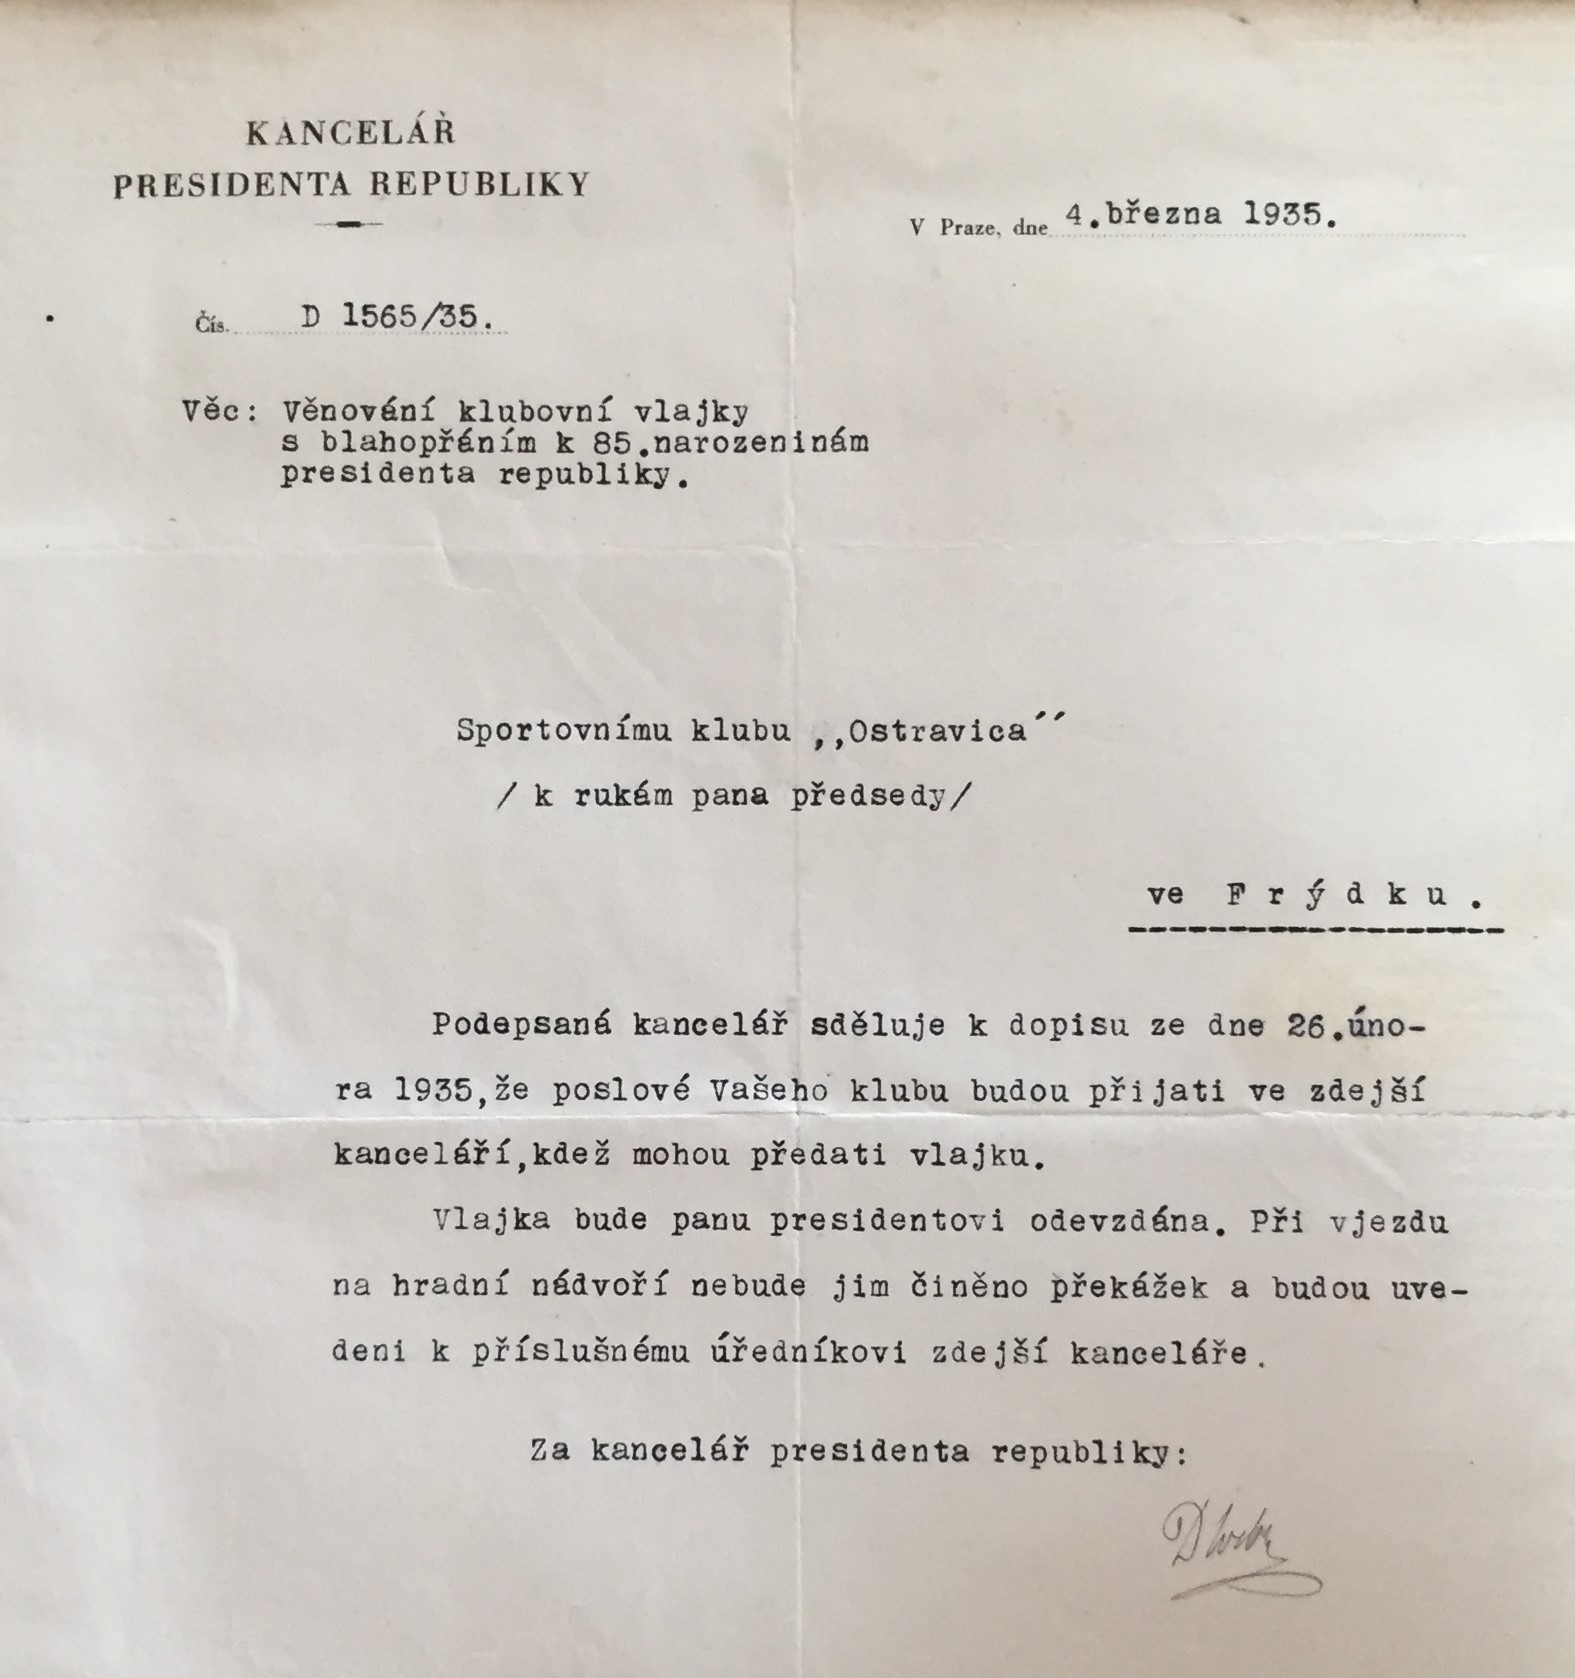 KANCELÁŘ
PRESIDENTA REPUBLIKY
V Praze, dne 4.března 1935.
Čís. D 1565/35.
Věc: Věnování klubovní vlajky
s blahopřáním k 85.narozeninám
presidenta republiky.
Sportovnímu klubu ,,Ostravica´´
/ k rukám pana předsedy/
ve F r ý d k u .
Podepsaná kancelář sděluje k dopisu ze dne 26.úno-
ra 1935,že poslové Vašeho klubu budou přijati ve zdejší
kanceláří,kdež mohou předati vlajku.
Vlajka bude panu presidentovi odevzdána. Při vjezdu
na hradní nádvoří nebude jim činěno překážek a budou uve-
deni k příslušnému úředníkovi zdejší kanceláře.
Za kancelář presidenta republiky: